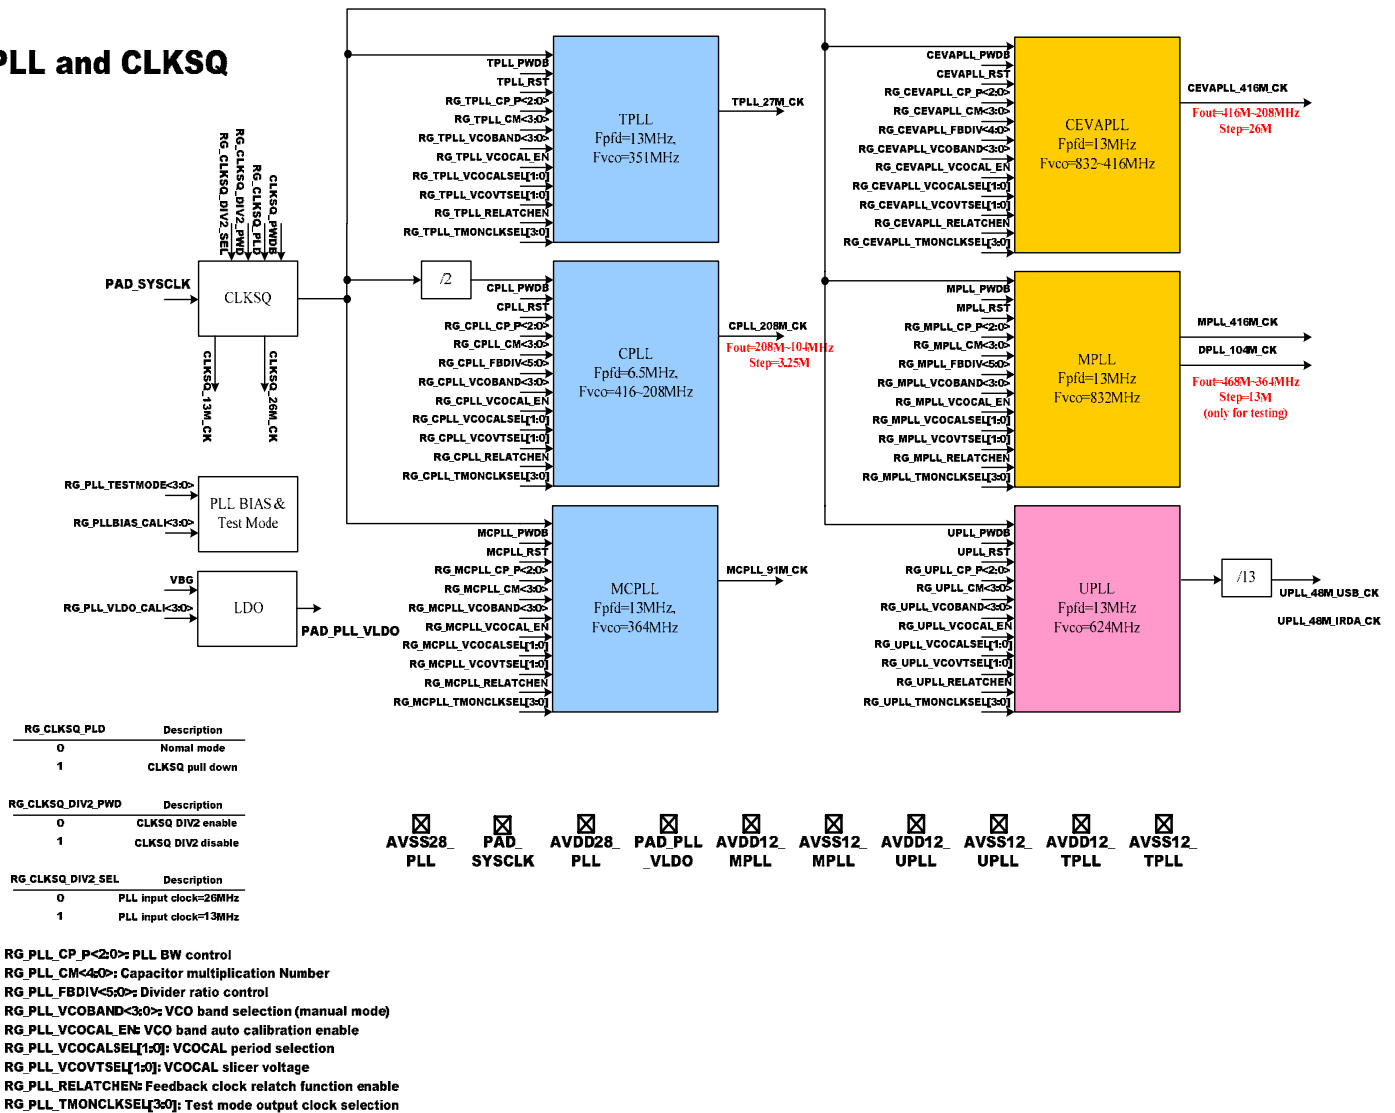 PLL and CLKSQ
RG_CLKSQ_DIV2_SEL
RG_CLKSQ_DIV2_PWD
RG_CLKSQ_PLD
CLKSQ_PWDB
PAD_SYSCLK
CLKSQ
CLKSQ_13M_CK
CLKSQ_26M_CK
RG_PLL_TESTMODE<3:0>
RG_PLLBIAS_CALI<3:0>
PLL BIAS &
Test Mode
VBG
RG_PLL_VLDO_CALI<3:0>
LDO
PAD_PLL_VLDO
TPLL_PWDB
TPLL_RST
RG_TPLL_CP_P<2:0>
RG_TPLL_CM<3:0>
RG_TPLL_VCOBAND<3:0>
RG_TPLL_VCOCAL_EN
RG_TPLL_VCOCALSEL[1:0]
RG_TPLL_VCOVTSEL[1:0]
RG_TPLL_RELATCHEN
RG_TPLL_TMONCLKSEL[3:0]
TPLL
Fpfd=13MHz,
Fvco=351MHz
TPLL_27M_CK
/2
CPLL_PWDB
CPLL_RST
RG_CPLL_CP_P<2:0>
RG_CPLL_CM<3:0>
RG_CPLL_FBDIV<5:0>
RG_CPLL_VCOBAND<3:0>
RG_CPLL_VCOCAL_EN
RG_CPLL_VCOCALSEL[1:0]
RG_CPLL_VCOVTSEL[1:0]
RG_CPLL_RELATCHEN
RG_CPLL_TMONCLKSEL[3:0]
CPLL
Fpfd=6.5MHz,
Fvco=416~208MHz
CPLL_208M_CK
Fout=208M~104MHz
Step=3.25M
MCPLL_PWDB
MCPLL_RST
RG_MCPLL_CP_P<2:0>
RG_MCPLL_CM<3:0>
RG_MCPLL_VCOBAND<3:0>
RG_MCPLL_VCOCAL_EN
RG_MCPLL_VCOCALSEL[1:0]
RG_MCPLL_VCOVTSEL[1:0]
RG_MCPLL_RELATCHEN
RG_MCPLL_TMONCLKSEL[3:0]
MCPLL
Fpfd=13MHz,
Fvco=364MHz
MCPLL_91M_CK
CEVAPLL_PWDB
CEVAPLL_RST
RG_CEVAPLL_CP_P<2:0>
RG_CEVAPLL_CM<3:0>
RG_CEVAPLL_FBDIV<4:0>
RG_CEVAPLL_VCOBAND<3:0>
RG_CEVAPLL_VCOCAL_EN
RG_CEVAPLL_VCOCALSEL[1:0]
RG_CEVAPLL_VCOVTSEL[1:0]
RG_CEVAPLL_RELATCHEN
RG_CEVAPLL_TMONCLKSEL[3:0]
CEVAPLL
Fpfd=13MHz
Fvco=832~416MHz
CEVAPLL_416M_CK
Fout=416M~208MHz
Step=26M
MPLL_PWDB
MPLL_RST
RG_MPLL_CP_P<2:0>
RG_MPLL_CM<3:0>
RG_MPLL_FBDIV<5:0>
RG_MPLL_VCOBAND<3:0>
RG_MPLL_VCOCAL_EN
RG_MPLL_VCOCALSEL[1:0]
RG_MPLL_VCOVTSEL[1:0]
RG_MPLL_RELATCHEN
RG_MPLL_TMONCLKSEL[3:0]
MPLL
Fpfd=13MHz
Fvco=832MHz
MPLL_416M_CK
DPLL_104M_CK
Fout=468M~364MHz
Step=13M
(only for testing)
UPLL_PWDB
UPLL_RST
RG_UPLL_CP_P<2:0>
RG_UPLL_CM<3:0>
RG_UPLL_VCOBAND<3:0>
RG_UPLL_VCOCAL_EN
RG_UPLL_VCOCALSEL[1:0]
RG_UPLL_VCOVTSEL[1:0]
RG_UPLL_RELATCHEN
RG_UPLL_TMONCLKSEL[3:0]
UPLL
Fpfd=13MHz
Fvco=624MHz
/13
UPLL_48M_USB_CK
UPLL_48M_IRDA_CK
RG_CLKSQ_PLD Description
0 Nomal mode
1 CLKSQ pull down
RG_CLKSQ_DIV2_PWD Description
0 CLKSQ DIV2 enable
1 CLKSQ DIV2 disable
RG_CLKSQ_DIV2_SEL Description
0 PLL input clock=26MHz
1 PLL input clock=13MHz
AVSS28_
PLL
PAD_
SYSCLK
AVDD28_
PLL
PAD_PLL
_VLDO
AVDD12_
MPLL
AVSS12_
MPLL
AVDD12_
UPLL
AVSS12_
UPLL
AVDD12_
TPLL
AVSS12_
TPLL
RG_PLL_CP_P<2:0>: PLL BW control
RG_PLL_CM<4:0>: Capacitor multiplication Number
RG_PLL_FBDIV<5:0>: Divider ratio control
RG_PLL_VCOBAND<3:0>: VCO band selection (manual mode)
RG_PLL_VCOCAL_EN: VCO band auto calibration enable
RG_PLL_VCOCALSEL[1:0]: VCOCAL period selection
RG_PLL_VCOVTSEL[1:0]: VCOCAL slicer voltage
RG_PLL_RELATCHEN: Feedback clock relatch function enable
RG_PLL_TMONCLKSEL[3:0]: Test mode output clock selection